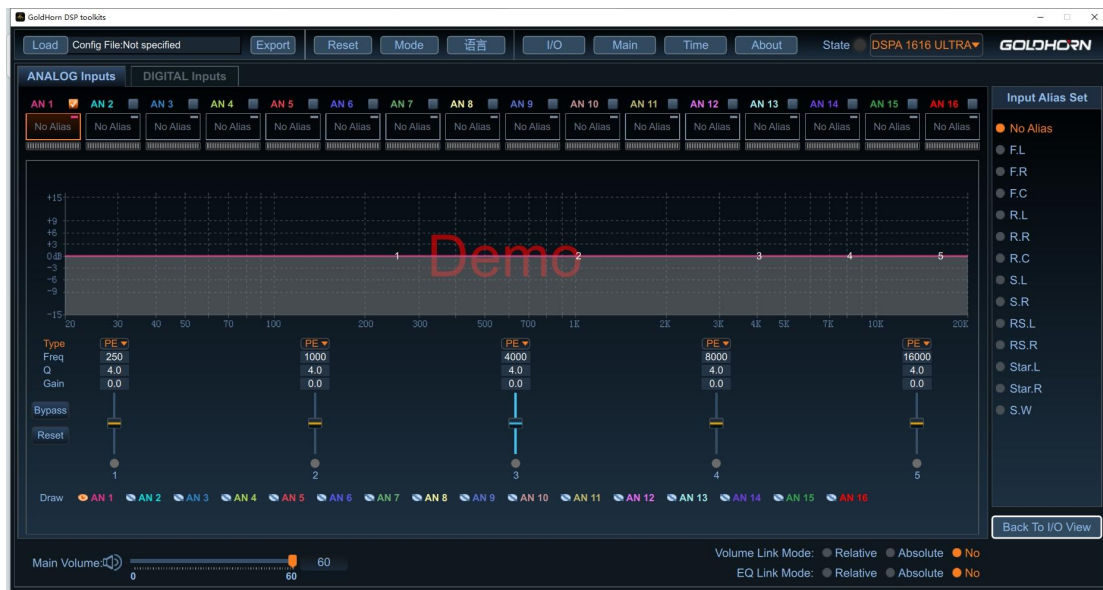 GoldHorn DSP toolkits
Load Config File:Not specified Export Reset Mode 语言 I/O Main Time About State DSPA 1616 ULTRA GOLDHORN
ANALOG Inputs DIGITAL Inputs
Input Alias Set
AN 1 AN 2 AN 3 AN 4 AN 5 AN 6 AN 7 AN 8 AN 9 AN 10 AN 11 AN 12 AN 13 AN 14 AN 15 AN 16
No Alias No Alias No Alias No Alias No Alias No Alias No Alias No Alias No Alias No Alias No Alias No Alias No Alias No Alias No Alias No Alias
No Alias
F.L
F.R
F.C
R.L
R.R
R.C
S.L
S.R
RS.L
RS.R
Star.L
Star.R
S.W
+15
+9
+6
+3
0dB
-3
-6
-9
-15
1 2 3 4 5
Demo
20 30 40 50 70 100 200 300 500 700 1K 2K 3K 4K 5K 7K 10K 20K
Type PE PE PE PE PE
Freq 250 1000 4000 8000 16000
Q 4.0 4.0 4.0 4.0 4.0
Gain 0.0 0.0 0.0 0.0 0.0
Bypass
Reset
1 2 3 4 5
Draw AN 1 AN 2 AN 3 AN 4 AN 5 AN 6 AN 7 AN 8 AN 9 AN 10 AN 11 AN 12 AN 13 AN 14 AN 15 AN 16
Back To I/O View
Main Volume: 60
0 60
Volume Link Mode: Relative Absolute No
EQ Link Mode: Relative Absolute No